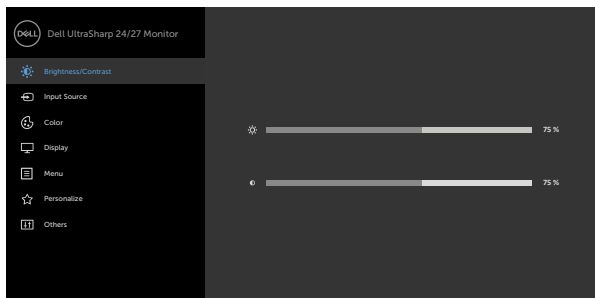 DELL
Dell UltraSharp 24/27 Monitor
Brightness/Contrast
Input Source
Color
Display
Menu
Personalize
Others
75 %
75 %